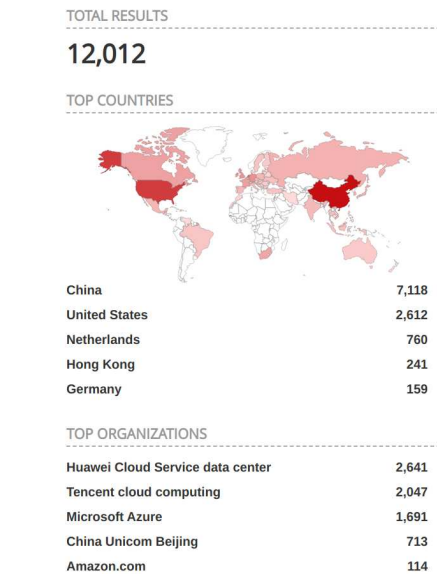 TOTAL RESULTS
12,012
TOP COUNTRIES
China 7,118
United States 2,612
Netherlands 760
Hong Kong 241
Germany 159
TOP ORGANIZATIONS
Huawei Cloud Service data center 2,641
Tencent cloud computing 2,047
Microsoft Azure 1,691
China Unicom Beijing 713
Amazon.com 114